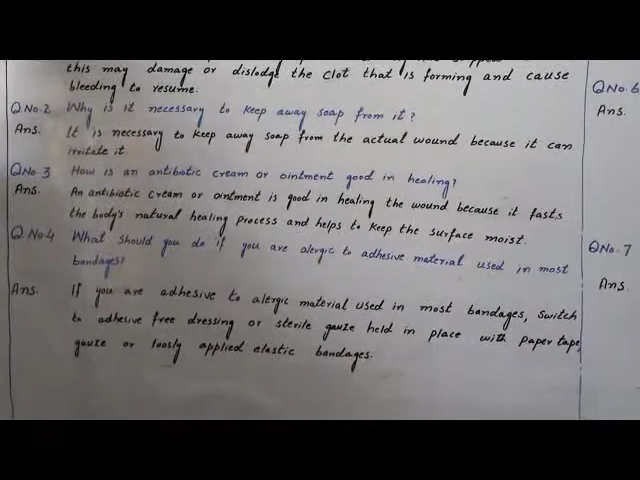 this may damage or dislodge the clot that is forming and cause
bleeding to resume.
Q No.2 Why is it necessary to keep away soap from it?
Ans. It is necessary to keep away soap from the actual wound because it can
irritate it.
Q No.3 How is an antibiotic cream or ointment good in healing?
Ans. An antibiotic cream or ointment is good in healing the wound because it fasts
the body's natural healing process and helps to keep the surface moist.
Q No.4 What should you do if you are alergic to adhesive material used in most
bandages?
Ans. If you are adhesive to alergic material used in most bandages, switch
to adhesive free dressing or sterile gauze held in place with paper tape,
gauze or loosly applied elastic bandages.
Q No. 6
Ans.
Q No. 7
Ans.